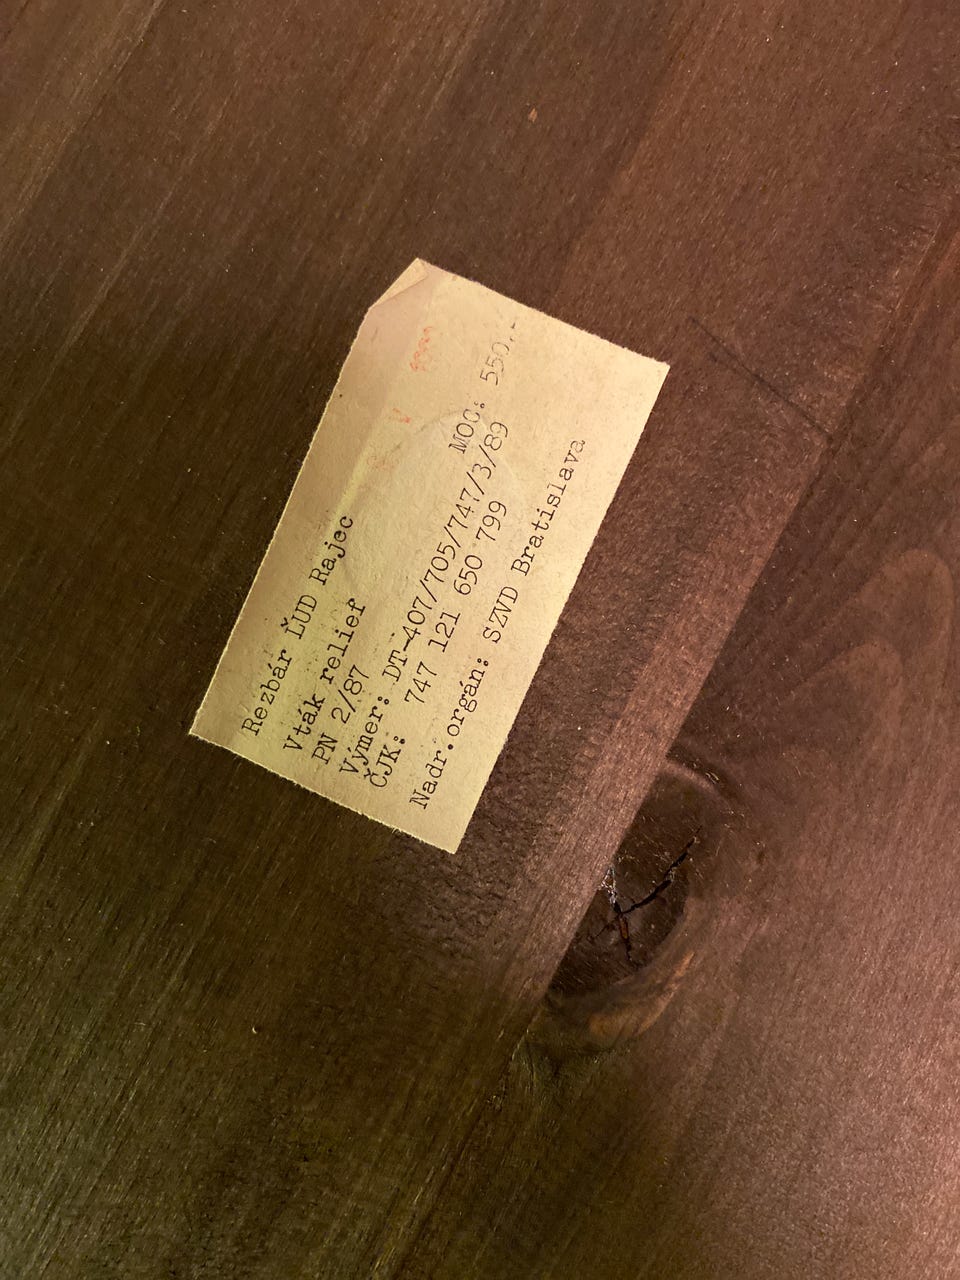 Rezbár ĽUD Rajec
Vták relief
PN 2/87 MOC: 550,-
Výmer: DT-407/705/747/3/89
ČJK: 747 121 650 799
Nadr.orgán: SZVD Bratislava